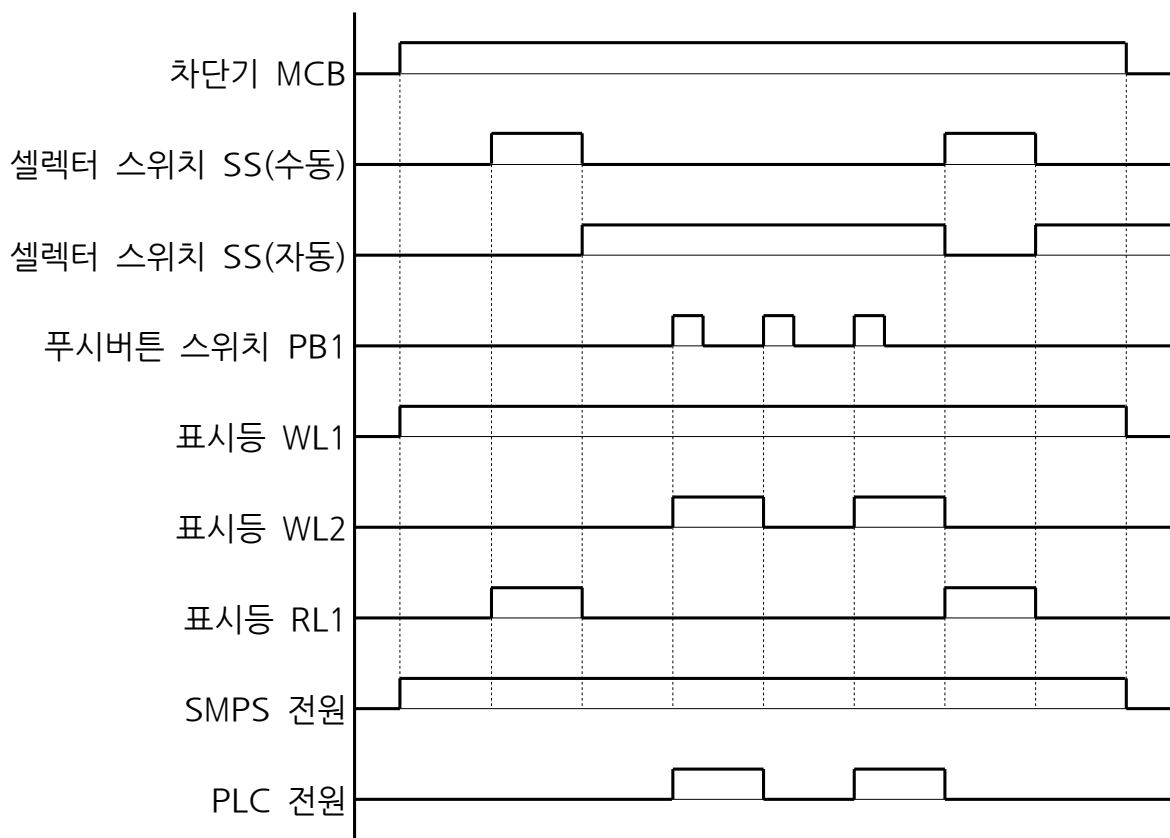 차단기 MCB
셀렉터 스위치 SS(수동)
셀렉터 스위치 SS(자동)
푸시버튼 스위치 PB1
표시등 WL1
표시등 WL2
표시등 RL1
SMPS 전원
PLC 전원